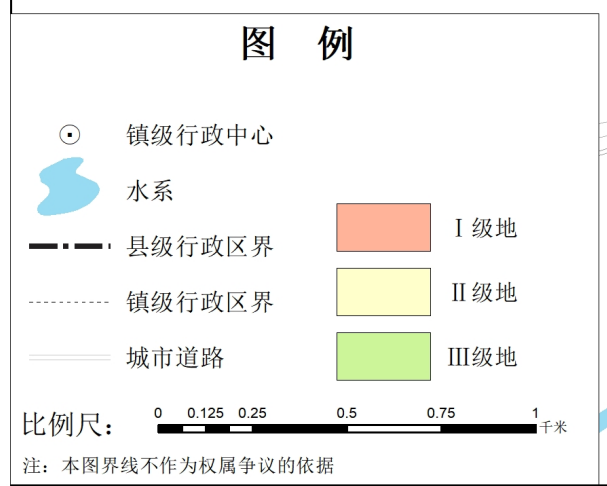 图 例
镇级行政中心
水系
县级行政区界
镇级行政区界
城市道路
Ⅰ级地
Ⅱ级地
Ⅲ级地
比例尺：
0 0.125 0.25 0.5 0.75 1
千米
注：本图界线不作为权属争议的依据